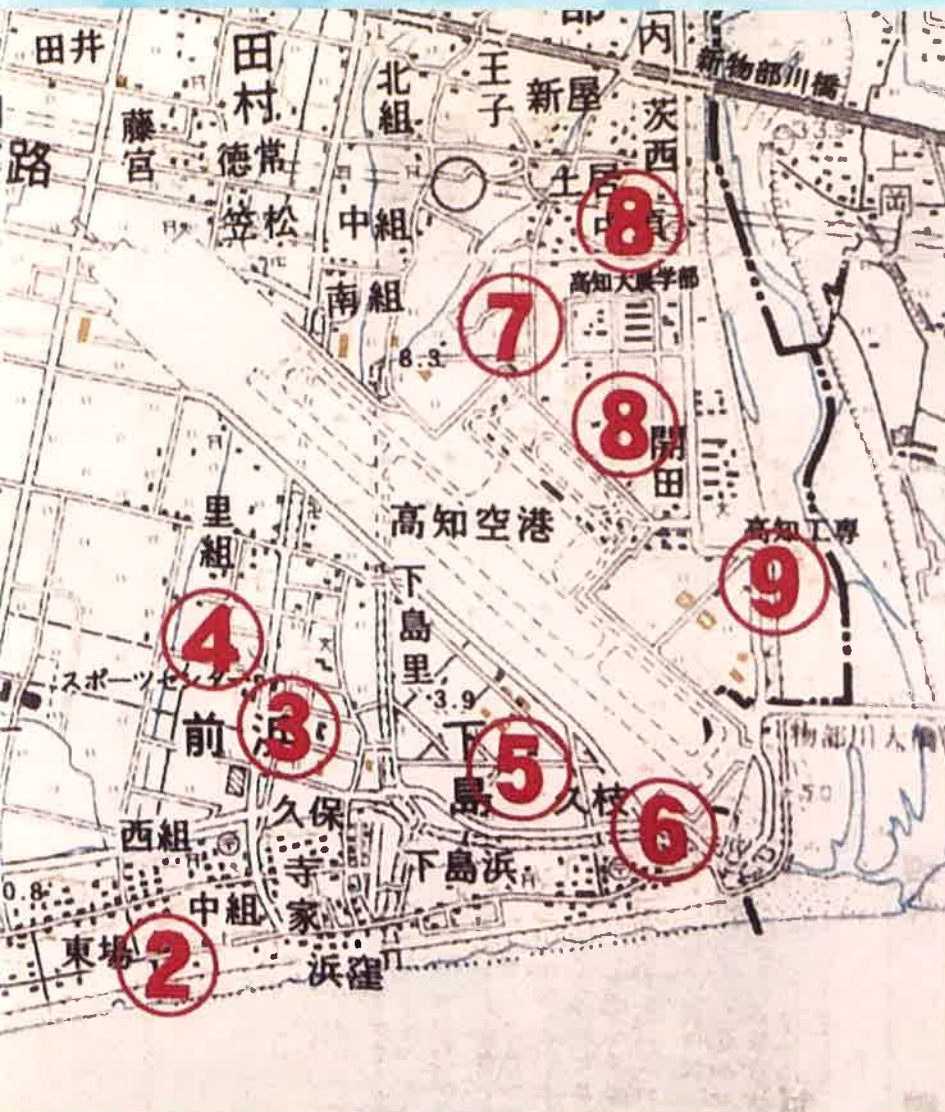 田井
田村
北組
王子
新屋
内
新物部川橋
藤宮
徳常
茨西
339
路
上岡
土居
笠松
中組
8
南組
高知大農学部
7
8.3
8
開田
里組
高知空港
高知工専
9
下島里
4
スポーツセンター
3.9
3
前浜
下島
5
久枝
物部川大橋
50
6
西組
久保
寺家
下島浜
0.8
中組
東場
2
浜窪